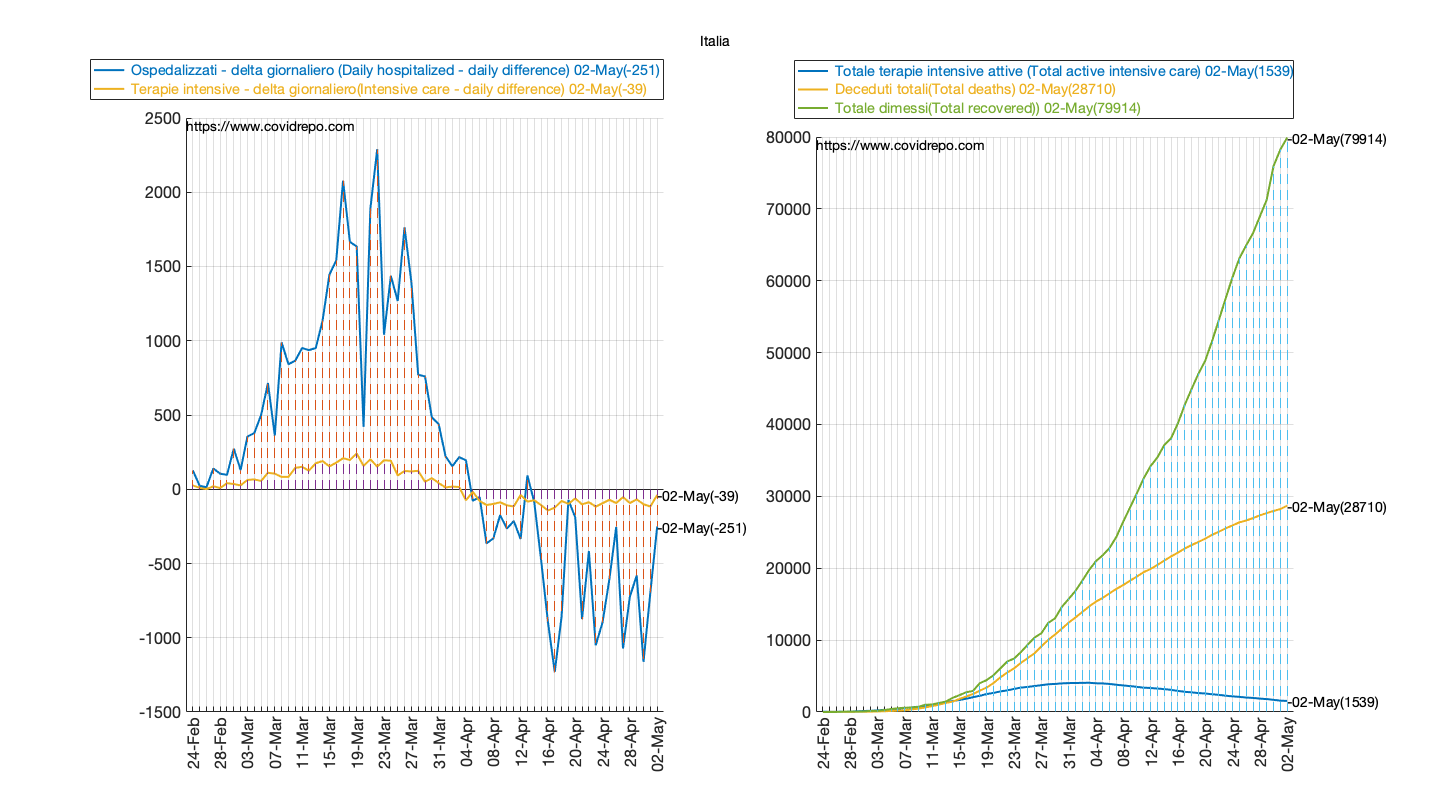 Italia
Ospedalizzati - delta giornaliero (Daily hospitalized - daily difference) 02-May(-251)
Terapie intensive - delta giornaliero(Intensive care - daily difference) 02-May(-39)
https://www.covidrepo.com
2500
2000
1500
1000
500
0
-500
-1000
-1500
02-May(-39)
02-May(-251)
24-Feb
28-Feb
03-Mar
07-Mar
11-Mar
15-Mar
19-Mar
23-Mar
27-Mar
31-Mar
04-Apr
08-Apr
12-Apr
16-Apr
20-Apr
24-Apr
28-Apr
02-May
Totale terapie intensive attive (Total active intensive care) 02-May(1539)
Deceduti totali(Total deaths) 02-May(28710)
Totale dimessi(Total recovered)) 02-May(79914)
https://www.covidrepo.com
80000
70000
60000
50000
40000
30000
20000
10000
0
02-May(79914)
02-May(28710)
02-May(1539)
24-Feb
28-Feb
03-Mar
07-Mar
11-Mar
15-Mar
19-Mar
23-Mar
27-Mar
31-Mar
04-Apr
08-Apr
12-Apr
16-Apr
20-Apr
24-Apr
28-Apr
02-May